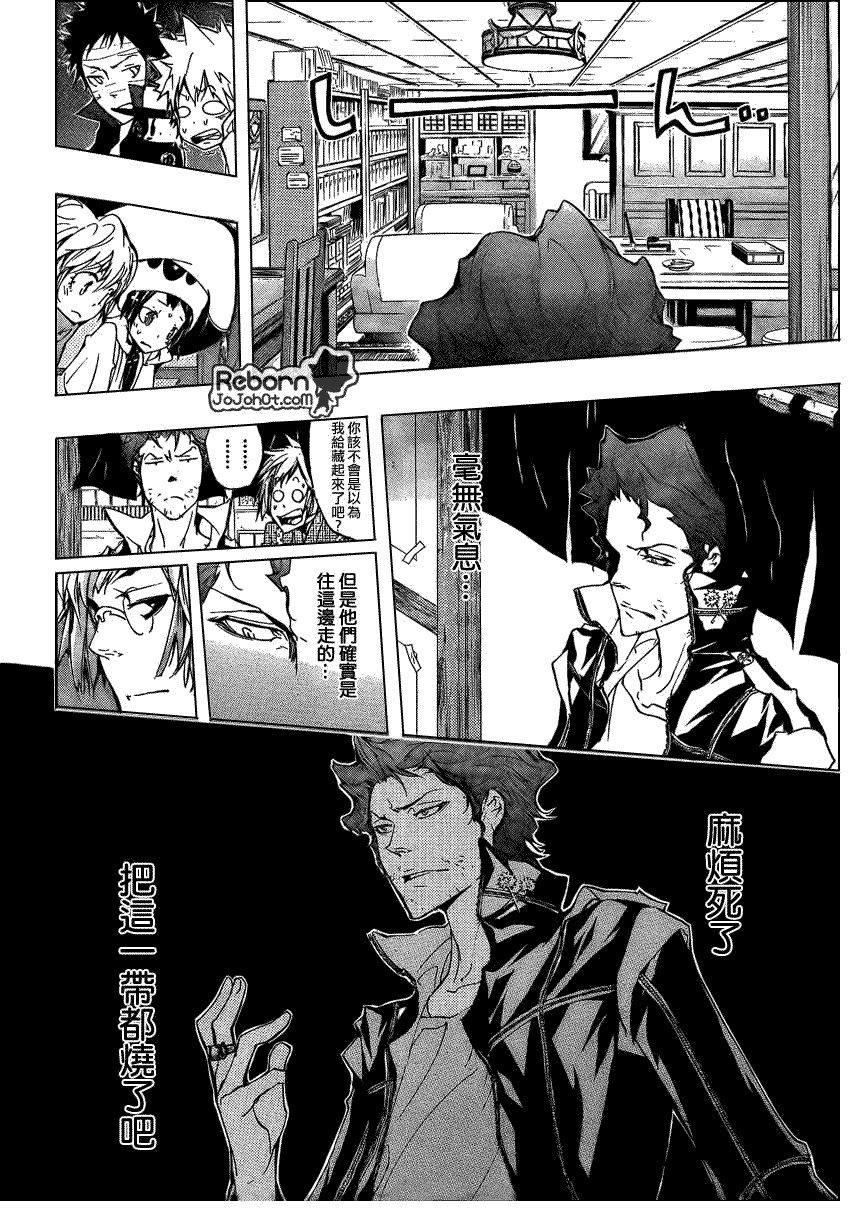 しーん…
Reborn
JoJoHOt.com
毫無氣息…
你該不會是以為
我給藏起來了吧？
……
但是他們確實是
往這邊走的…
麻煩死了
把這一帶都燒了吧